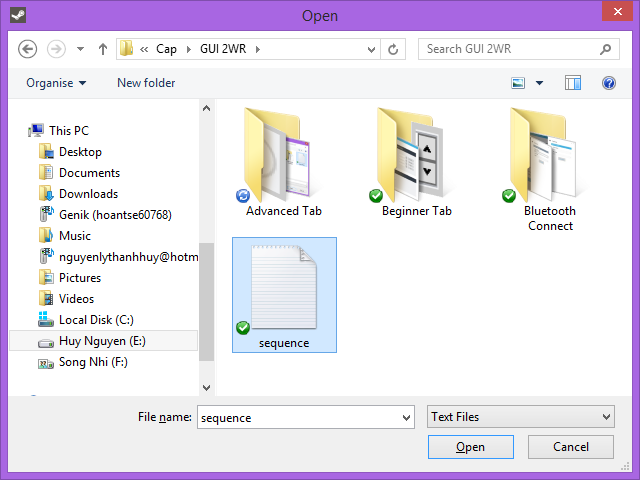 Open
« Cap › GUI 2WR ›
Search GUI 2WR
Organise
New folder
This PC
Desktop
Documents
Downloads
Genik (hoantse60768)
Music
nguyenlythanhhuy@hotm
Pictures
Videos
Local Disk (C:)
Huy Nguyen (E:)
Song Nhi (F:)
Advanced Tab
Beginner Tab
Bluetooth
Connect
sequence
File name:
sequence
Text Files
Open
Cancel